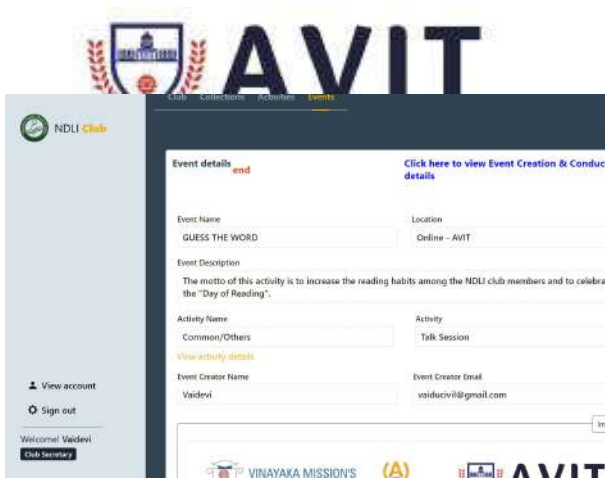 AVIT
Club Collections Activities Events
NDLI Club
Event details
end
Click here to view Event Creation & Conduc
details
Event Name
Location
GUESS THE WORD
Online - AVIT
Event Description
The motto of this activity is to increase the reading habits among the NDLI club members and to celebra
the "Day of Reading".
Activity Name
Activity
Common/Others
Talk Session
View activity details
Event Creator Name
Event Creator Email
Vaidevi
vaiducivil@gmail.com
View account
Sign out
Welcome! Vaidevi
Club Secretary
VINAYAKA MISSION'S
(A)
AVIT